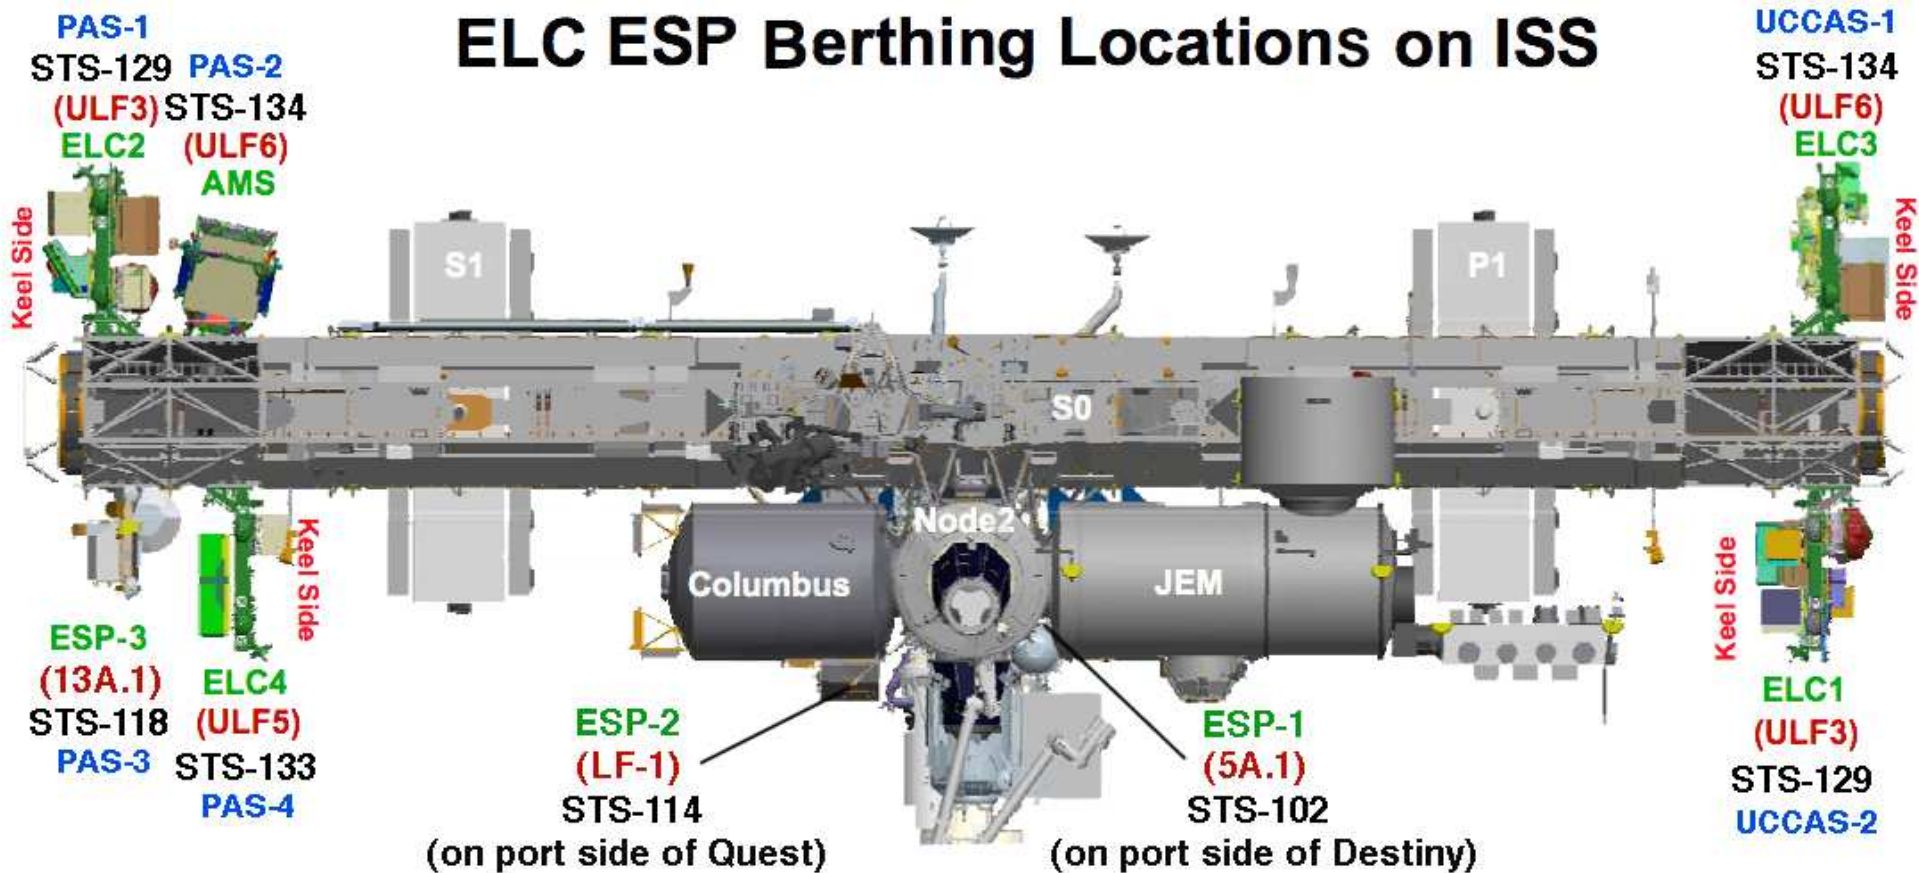 ELC ESP Berthing Locations on ISS
PAS-1
STS-129
(ULF3)
ELC2
PAS-2
STS-134
(ULF6)
AMS
UCCAS-1
STS-134
(ULF6)
ELC3
Keel Side
Keel Side
S1
P1
S0
Node2
Columbus
JEM
Keel Side
Keel Side
ESP-3
(13A.1)
STS-118
PAS-3
ELC4
(ULF5)
STS-133
PAS-4
ESP-2
(LF-1)
STS-114
(on port side of Quest)
ESP-1
(5A.1)
STS-102
(on port side of Destiny)
ELC1
(ULF3)
STS-129
UCCAS-2